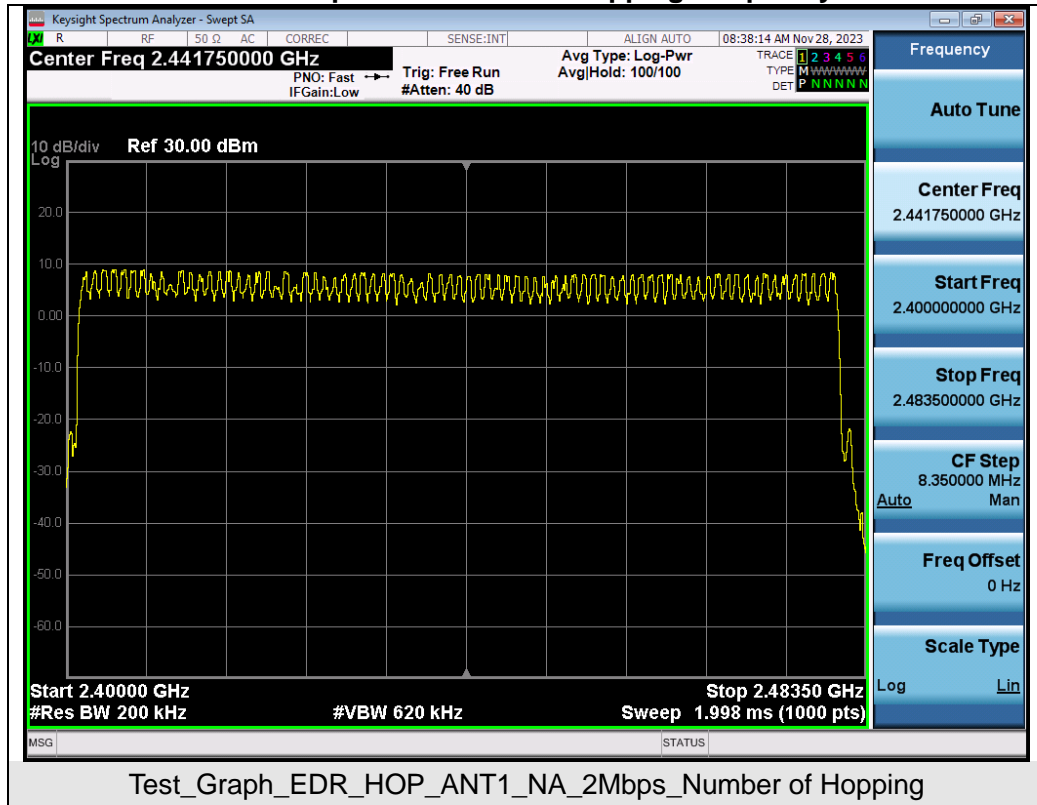 Keysight Spectrum Analyzer - Swept SA
LXI R RF 50 Ω AC CORREC SENSE:INT ALIGN AUTO 08:38:14 AM Nov 28, 2023
Center Freq 2.441750000 GHz
PNO: Fast
IFGain:Low
Trig: Free Run
#Atten: 40 dB
Avg Type: Log-Pwr
Avg|Hold: 100/100
TRACE 1 2 3 4 5 6
TYPE M WWWWW
DET P N N N N N
10 dB/div Ref 30.00 dBm
Log
20.0
10.0
0.00
-10.0
-20.0
-30.0
-40.0
-50.0
-60.0
Start 2.40000 GHz Stop 2.48350 GHz
#Res BW 200 kHz #VBW 620 kHz Sweep 1.998 ms (1000 pts)
MSG STATUS
Frequency
Auto Tune
Center Freq
2.441750000 GHz
Start Freq
2.400000000 GHz
Stop Freq
2.483500000 GHz
CF Step
8.350000 MHz
Auto Man
Freq Offset
0 Hz
Scale Type
Log Lin
Test_Graph_EDR_HOP_ANT1_NA_2Mbps_Number of Hopping